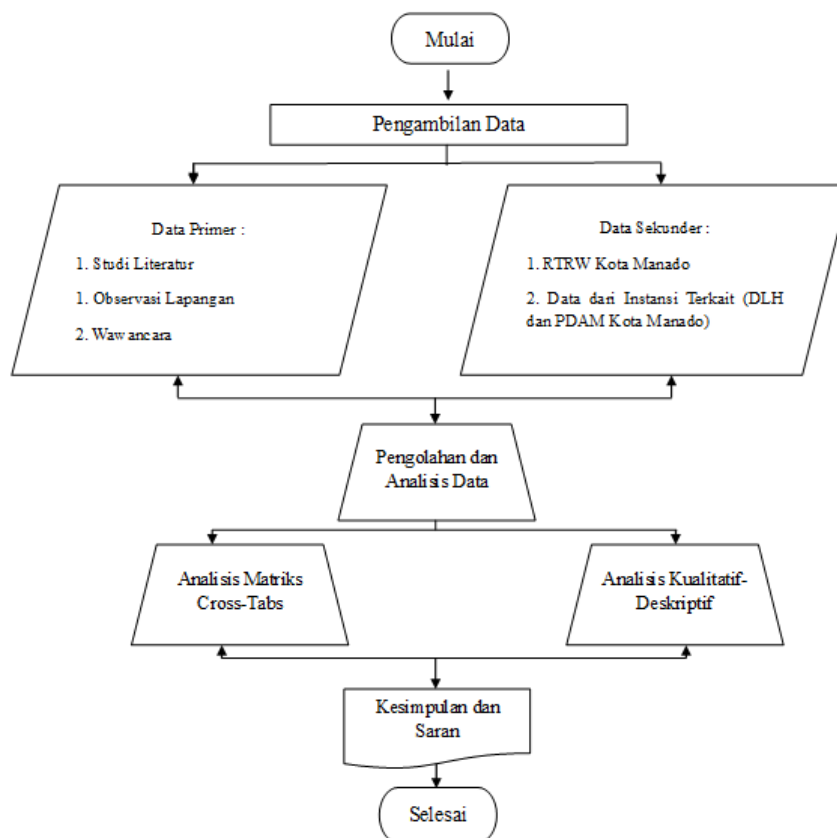 Mulai
Pengambilan Data
Data Primer :
1. Studi Literatur
1. Observasi Lapangan
2. Wawancara
Data Sekunder :
1. RTRW Kota Manado
2. Data dari Instansi Terkait (DLH
dan PDAM Kota Manado)
Pengolahan dan
Analisis Data
Analisis Matriks
Cross-Tabs
Analisis Kualitatif-
Deskriptif
Kesimpulan dan
Saran
Selesai